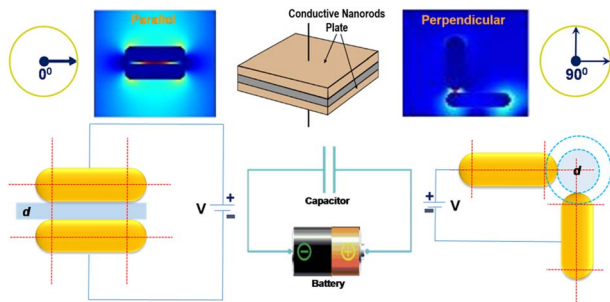 Parallel
Conductive Nanorods
Plate
Perpendicular
0⁰
90⁰
d
V
+
Capacitor
Battery
V
+
d